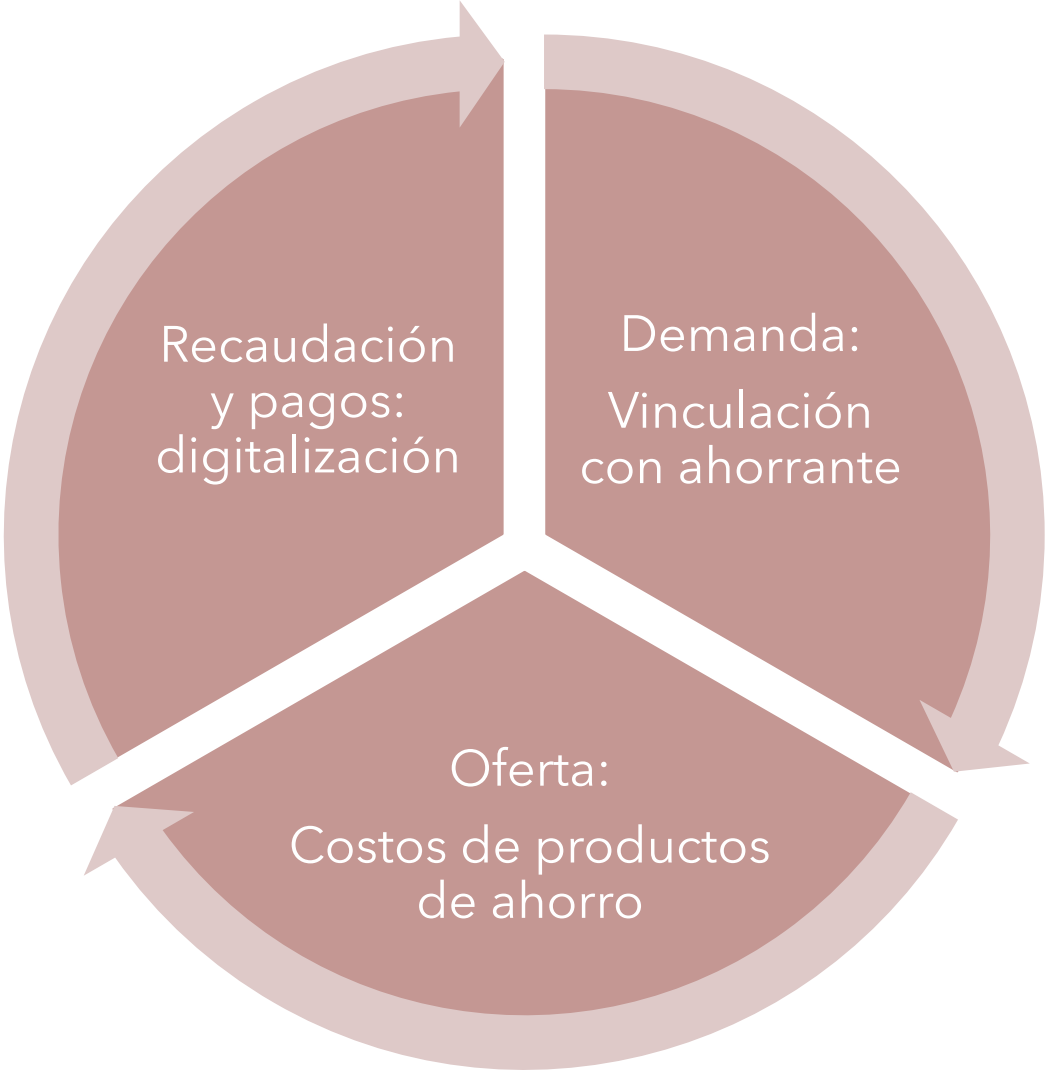 Recaudación
y pagos:
digitalización
Demanda:
Vinculación
con ahorrante
Oferta:
Costos de productos
de ahorro